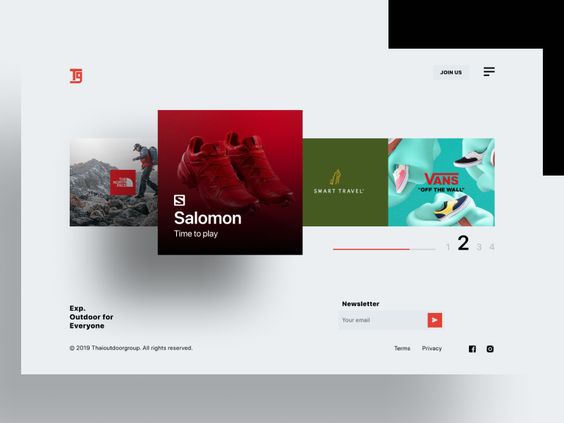 Tg
JOIN US
THE
NORTH
FACE
S
Salomon
Time to play
SMART TRAVEL
VANS
"OFF THE WALL"
1 2 3 4
Exp.
Outdoor for
Everyone
Newsletter
Your email
© 2019 Thaioutdoorgroup. All rights reserved.
Terms
Privacy